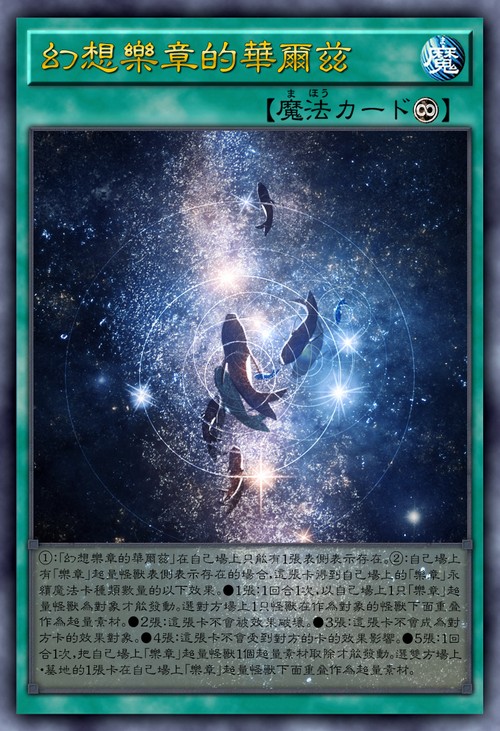 幻想樂章的華爾茲
魔
【魔法カード】
まほう
①:「幻想樂章的華爾茲」在自己場上只能有1張表側表示存在。②:自己場上
有「樂章」超量怪獸表側表示存在的場合,這張卡得到自己場上的「樂章」永
續魔法卡種類數量的以下效果。●1張:1回合1次,以自己場上1只「樂章」超
量怪獸為對象才能發動。選對方場上1只怪獸在作為對象的怪獸下面重疊
作為超量素材。●2張:這張卡不會被效果破壞。●3張:這張卡不會成為對
方卡的效果對象。●4張:這張卡不會受到對方的卡的效果影響。●5張:1回
合1次,把自己場上「樂章」超量怪獸1個超量素材取除才能發動。選雙方場上
・墓地的1張卡在自己場上「樂章」超量怪獸下面重疊作為超量素材。